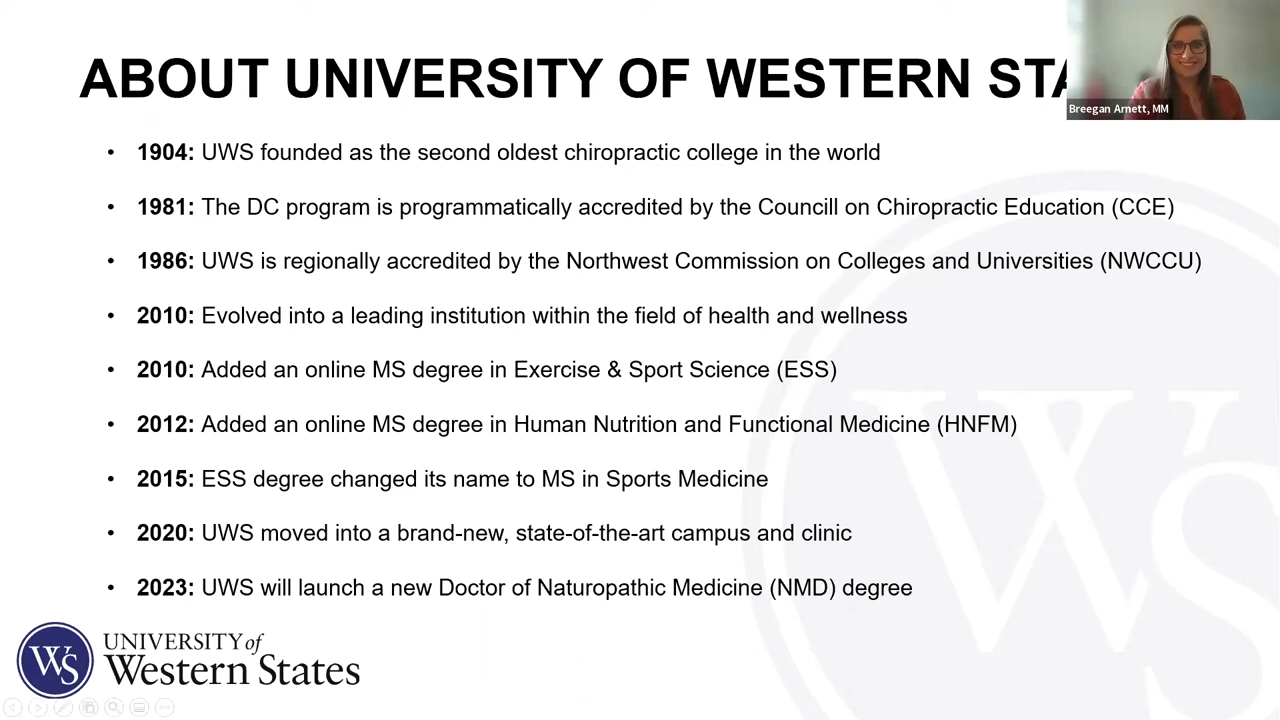 ABOUT UNIVERSITY OF WESTERN STA
Breegan Arnett, MM
• 1904: UWS founded as the second oldest chiropractic college in the world
• 1981: The DC program is programmatically accredited by the Councill on Chiropractic Education (CCE)
• 1986: UWS is regionally accredited by the Northwest Commission on Colleges and Universities (NWCCU)
• 2010: Evolved into a leading institution within the field of health and wellness
• 2010: Added an online MS degree in Exercise & Sport Science (ESS)
• 2012: Added an online MS degree in Human Nutrition and Functional Medicine (HNFM)
• 2015: ESS degree changed its name to MS in Sports Medicine
• 2020: UWS moved into a brand-new, state-of-the-art campus and clinic
• 2023: UWS will launch a new Doctor of Naturopathic Medicine (NMD) degree
WS
WS
UNIVERSITY of
Western States